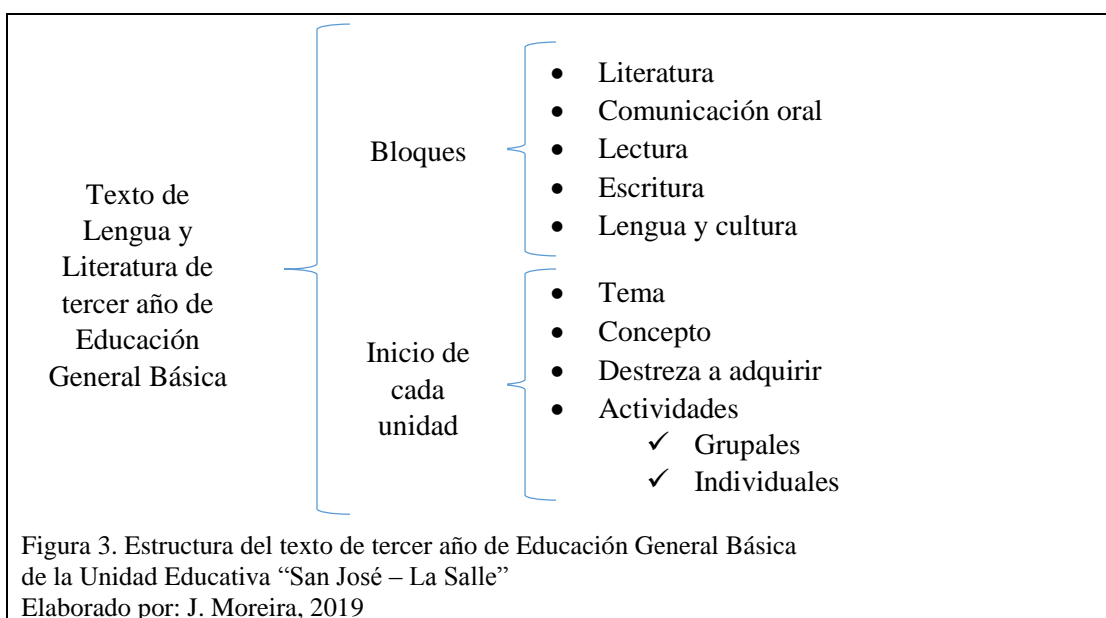 Texto de
Lengua y
Literatura de
tercer año de
Educación
General Básica
Bloques
• Literatura
• Comunicación oral
• Lectura
• Escritura
• Lengua y cultura
Inicio de
cada
unidad
• Tema
• Concepto
• Destreza a adquirir
• Actividades
✓ Grupales
✓ Individuales
Figura 3. Estructura del texto de tercer año de Educación General Básica
de la Unidad Educativa “San José – La Salle”
Elaborado por: J. Moreira, 2019